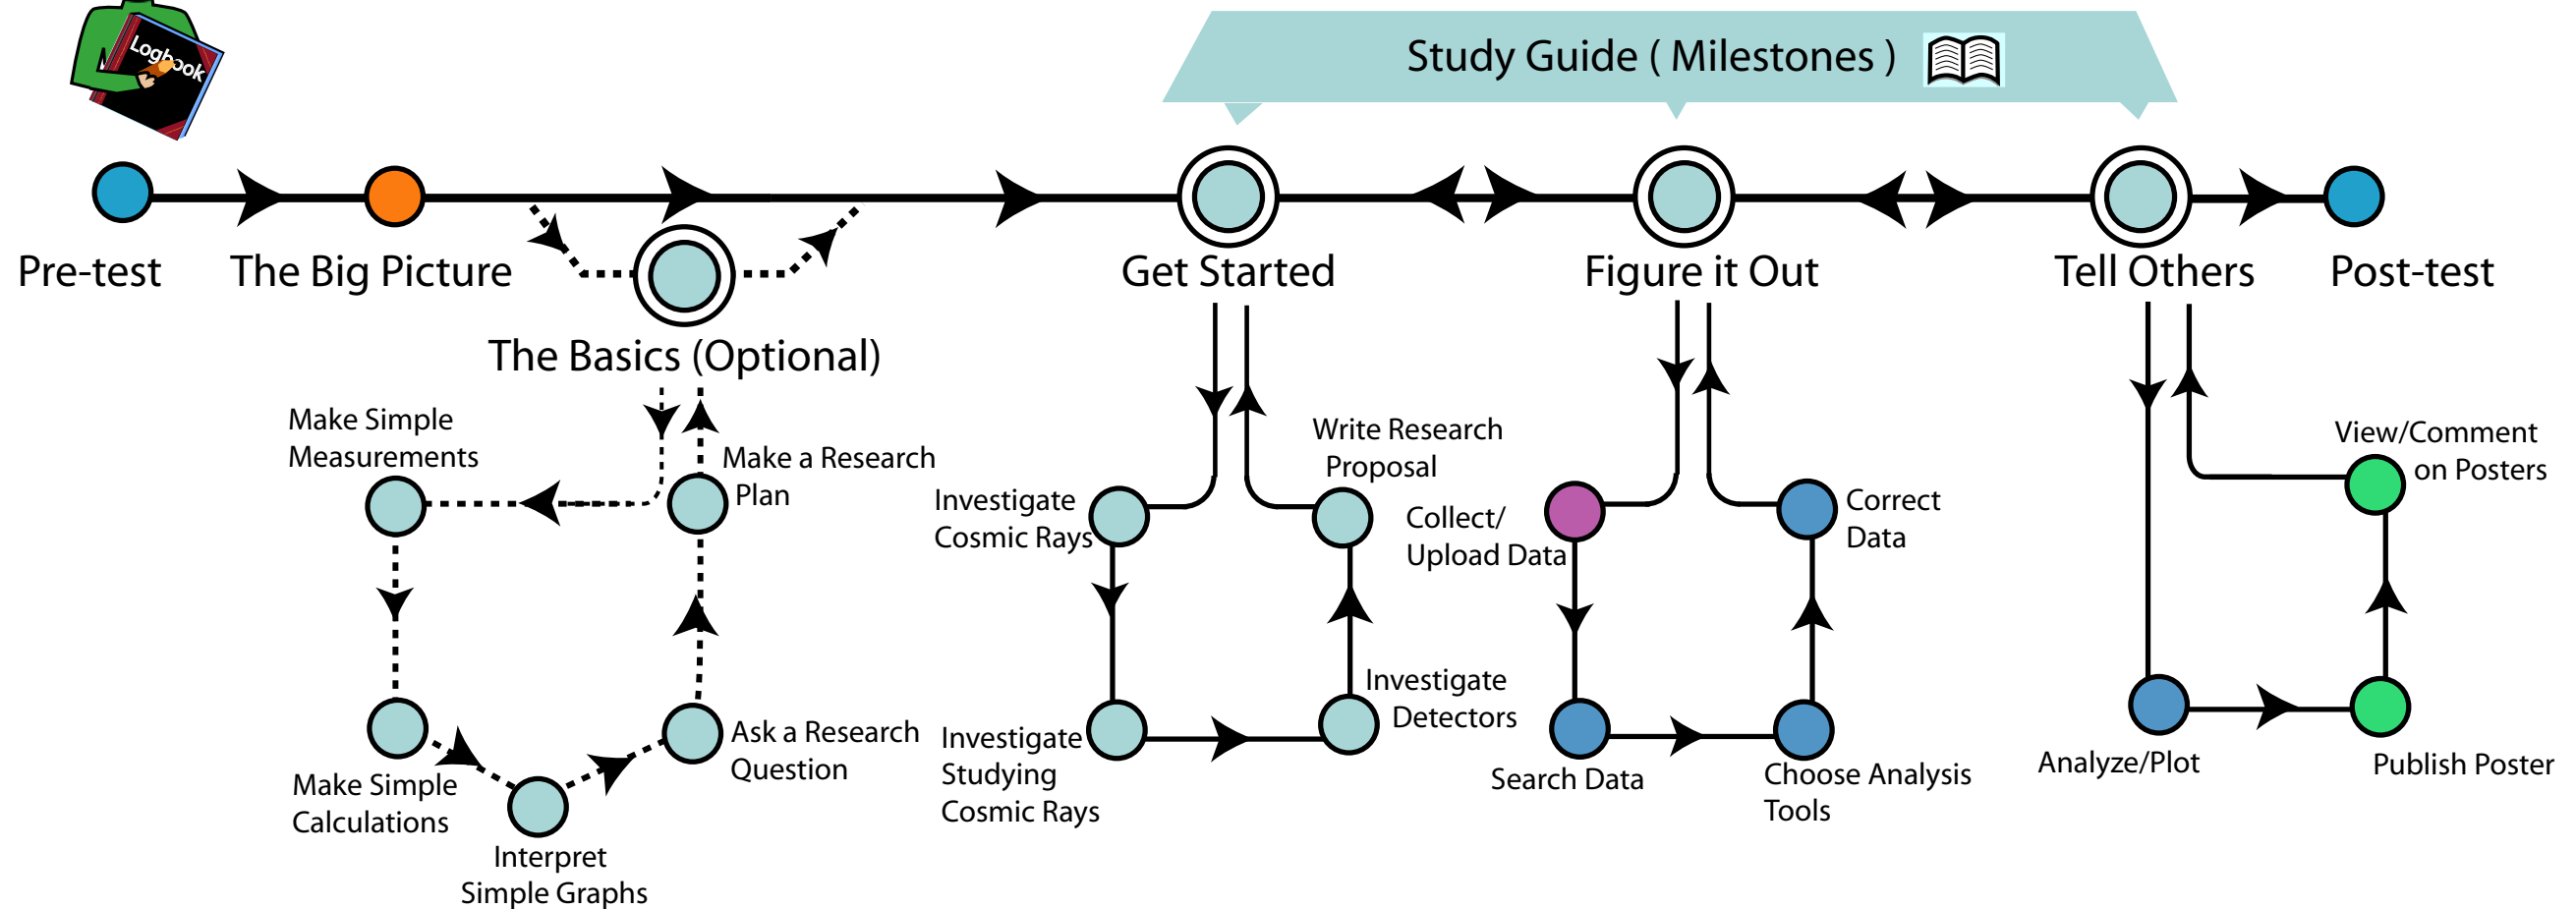 Logbook
Study Guide ( Milestones )
Pre-test
The Big Picture
The Basics (Optional)
Get Started
Figure it Out
Tell Others
Post-test
Make Simple
Measurements
Make a Research
Plan
Make Simple
Calculations
Interpret
Simple Graphs
Ask a Research
Question
Investigate
Cosmic Rays
Write Research
Proposal
Investigate
Studying
Cosmic Rays
Investigate
Detectors
Collect/
Upload Data
Correct
Data
Search Data
Choose Analysis
Tools
View/Comment
on Posters
Analyze/Plot
Publish Poster